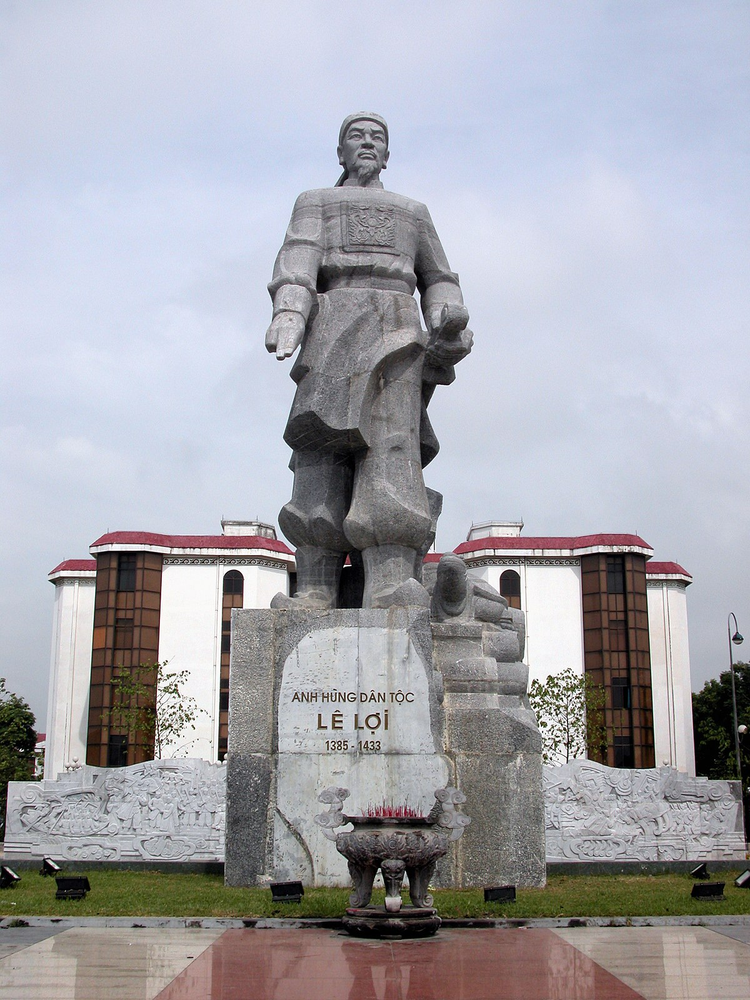 ANH HÙNG DÂN TỘC
LÊ LỢI
1385 - 1433